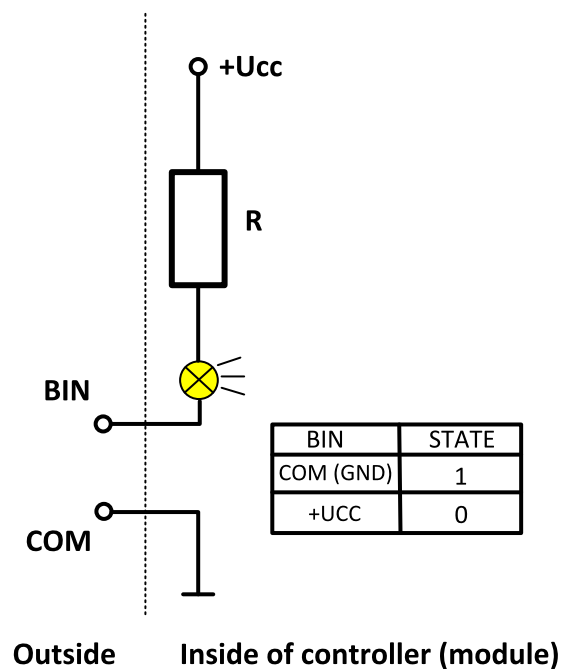 +Ucc
R
BIN
BIN STATE
COM (GND) 1
+UCC 0
COM
Outside Inside of controller (module)